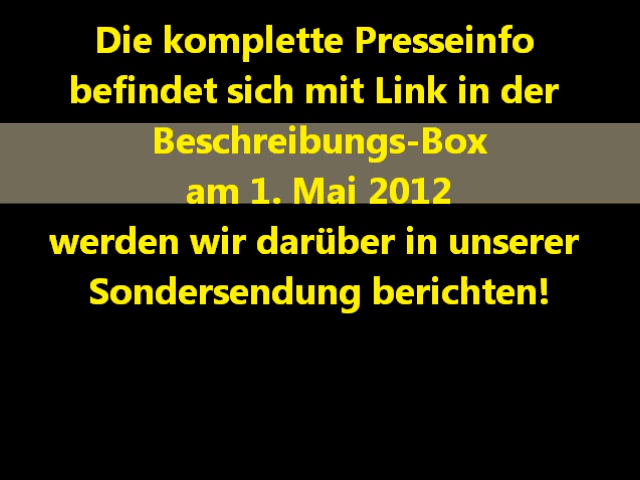 Die komplette Presseinfo
befindet sich mit Link in der
Beschreibungs-Box
am 1. Mai 2012
werden wir darüber in unserer
Sondersendung berichten!